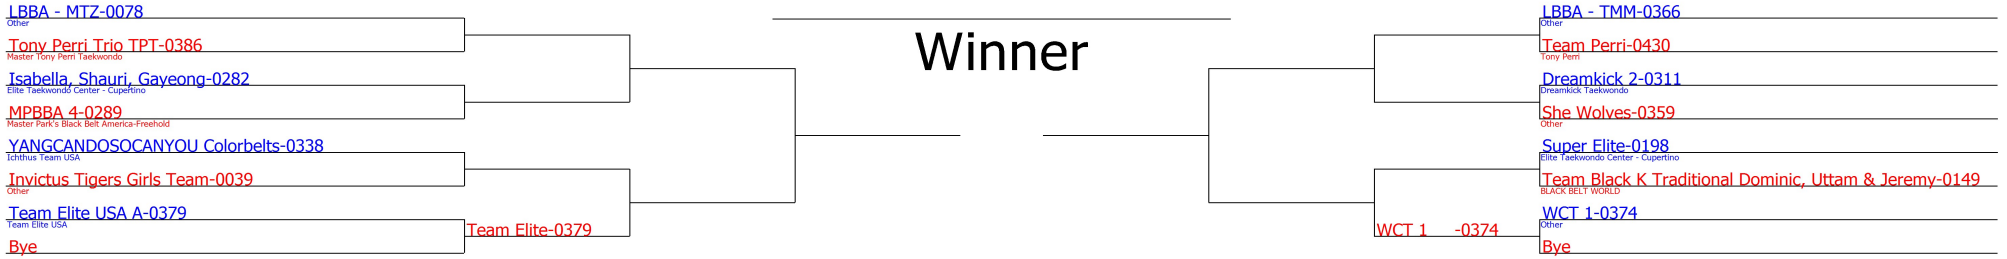 LBBA - MTZ-0078
Other
Tony Perri Trio TPT-0386
Master Tony Perri Taekwondo
Isabella, Shauri, Gayeong-0282
Elite Taekwondo Center - Cupertino
MPBBA 4-0289
Master Park's Black Belt America-Freehold
YANGCANDOSOCANYOU Colorbelts-0338
Ichthus Team USA
Invictus Tigers Girls Team-0039
Other
Team Elite USA A-0379
Team Elite USA
Bye
Team Elite-0379
Winner
WCT 1 -0374
LBBA - TMM-0366
Other
Team Perri-0430
Tony Perri
Dreamkick 2-0311
Dreamkick Taekwondo
She Wolves-0359
Other
Super Elite-0198
Elite Taekwondo Center - Cupertino
Team Black K Traditional Dominic, Uttam & Jeremy-0149
BLACK BELT WORLD
WCT 1-0374
Other
Bye